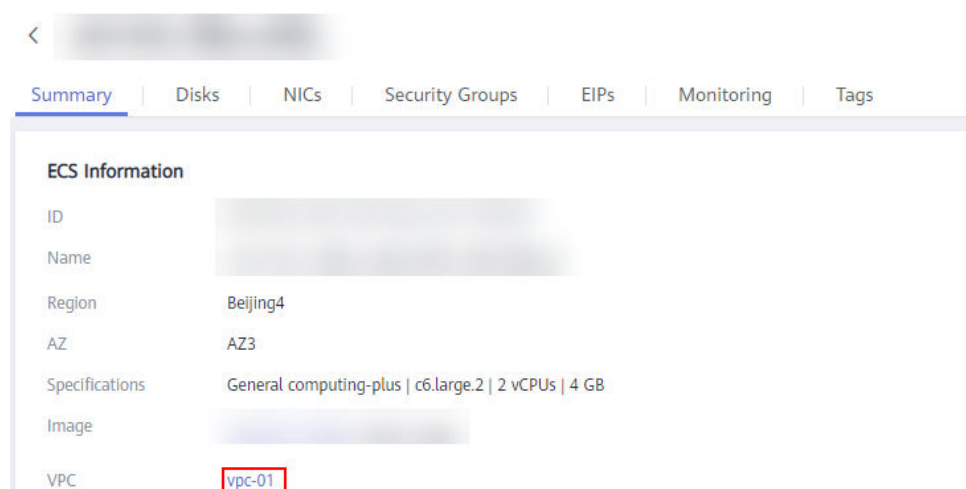 Summary Disks NICs Security Groups EIPs Monitoring Tags
ECS Information
ID
Name
Region Beijing4
AZ AZ3
Specifications General computing-plus | c6.large.2 | 2 vCPUs | 4 GB
Image
VPC vpc-01